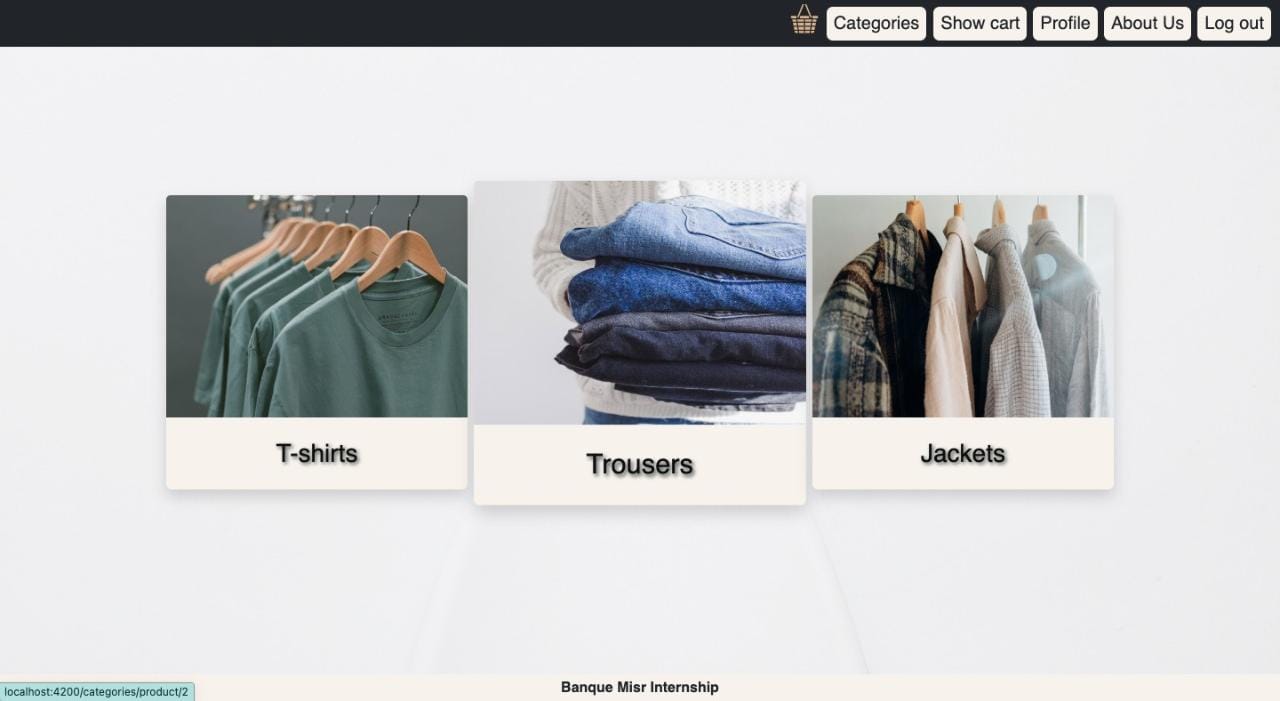 Categories
Show cart
Profile
About Us
Log out
T-shirts
Trousers
Jackets
Banque Misr Internship
localhost:4200/categories/product/2